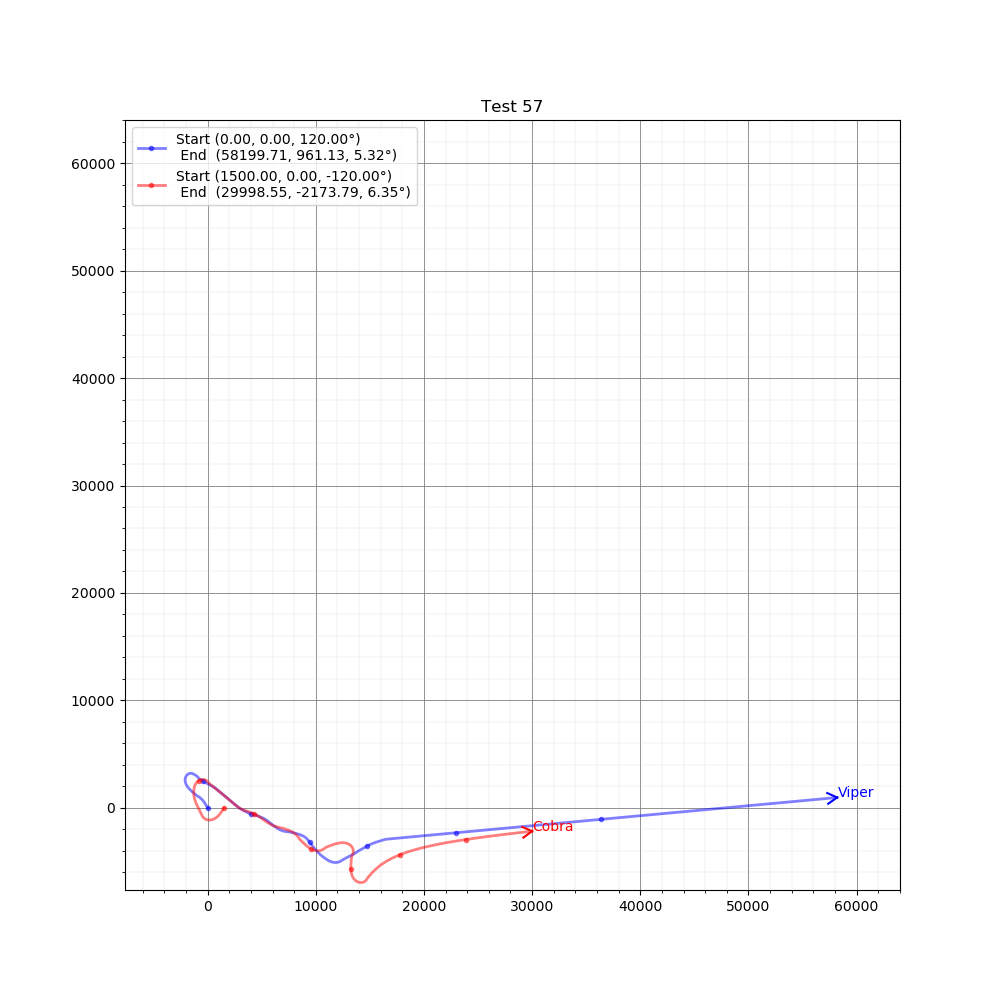 Test 57
Start (0.00, 0.00, 120.00°)
End (58199.71, 961.13, 5.32°)
Start (1500.00, 0.00, -120.00°)
End (29998.55, -2173.79, 6.35°)
60000
50000
40000
30000
20000
10000
0
Viper
Cobra
0 10000 20000 30000 40000 50000 60000